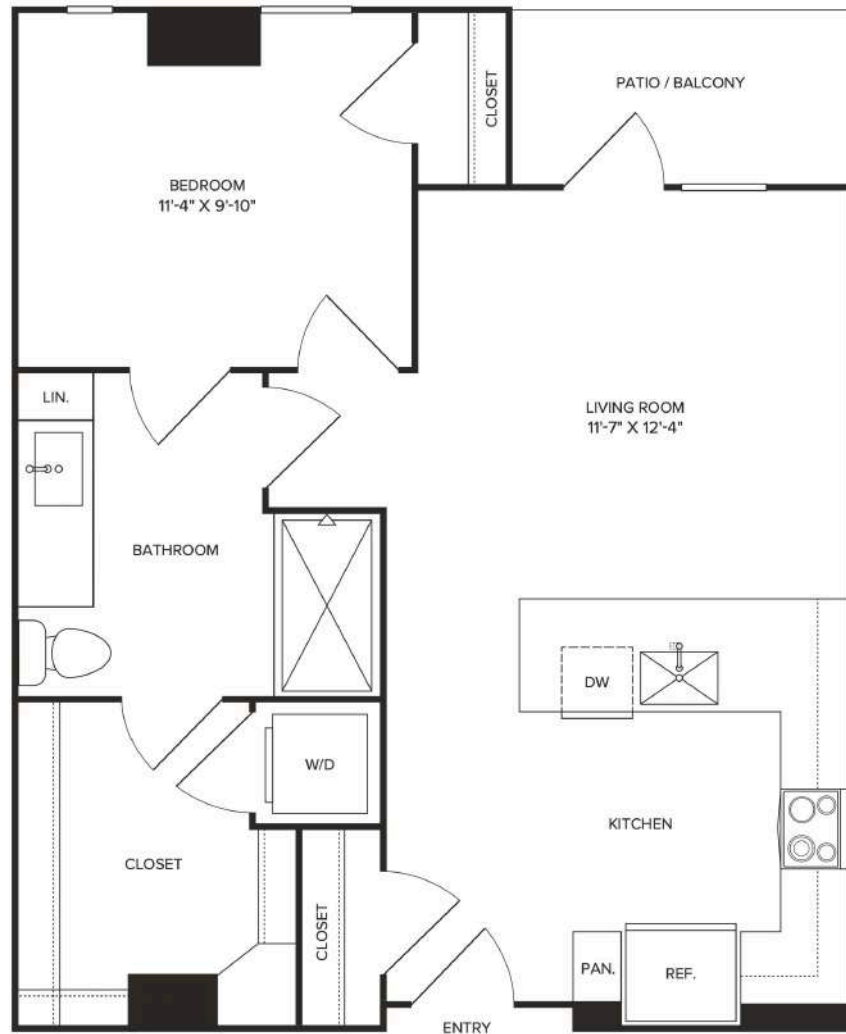 PATIO / BALCONY
CLOSET
BEDROOM
11'-4" X 9'-10"
LIN.
LIVING ROOM
11'-7" X 12'-4"
BATHROOM
DW
W/D
KITCHEN
CLOSET
CLOSET
PAN.
REF.
ENTRY